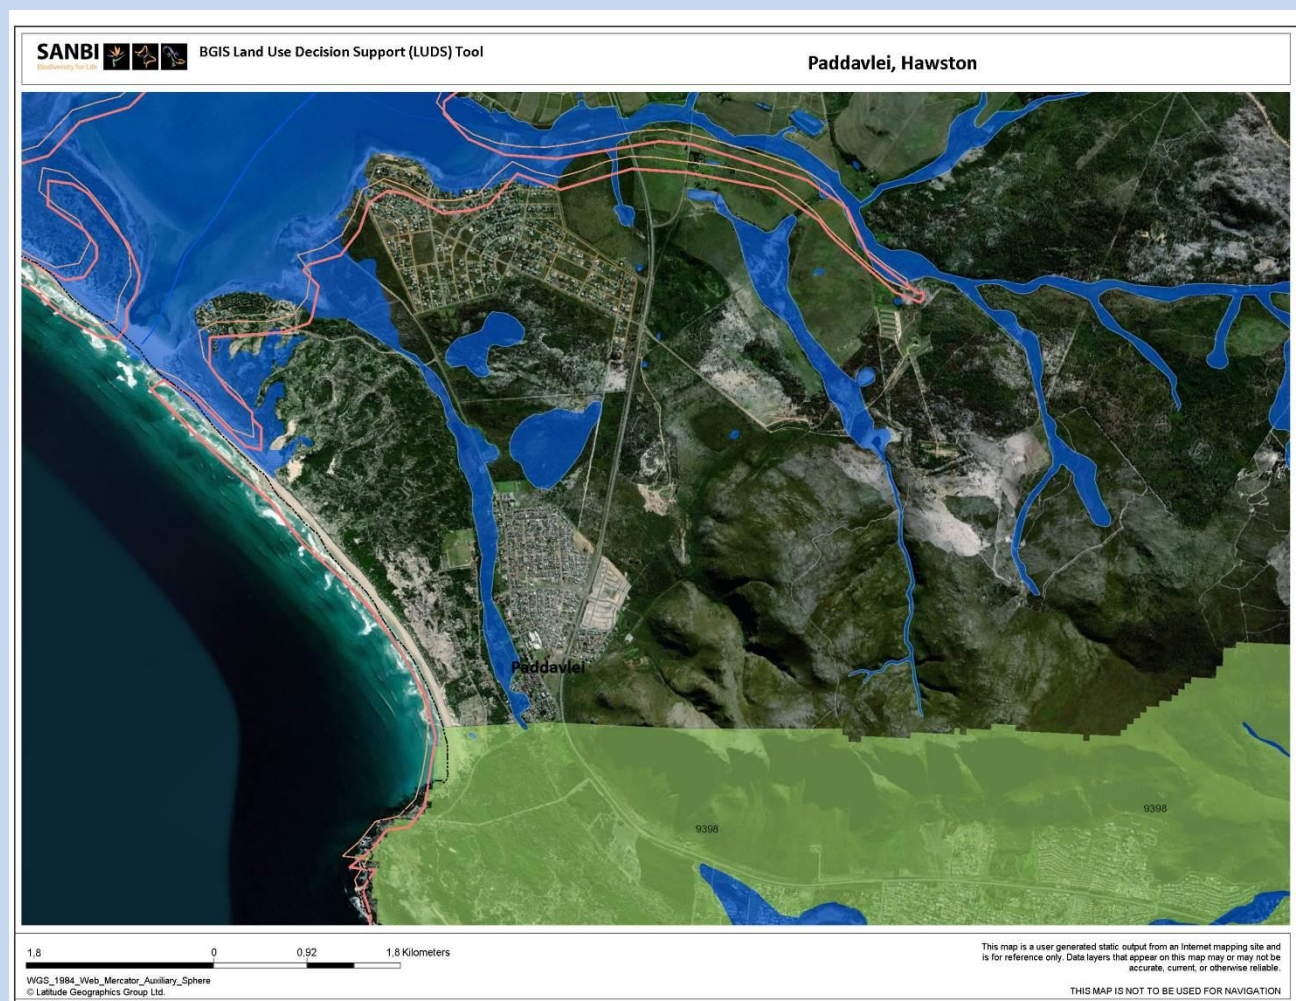 SANBI
Biodiversity for Life
BGIS Land Use Decision Support (LUDS) Tool
Paddavlei, Hawston
Paddavlei
9398
9398
1,8 0 0.92 1,8 Kilometers
WGS_1984_Web_Mercator_Auxiliary_Sphere
© Latitude Geographics Group Ltd.
This map is a user generated static output from an Internet mapping site and
is for reference only. Data layers that appear on this map may or may not be
accurate, current, or otherwise reliable.
THIS MAP IS NOT TO BE USED FOR NAVIGATION